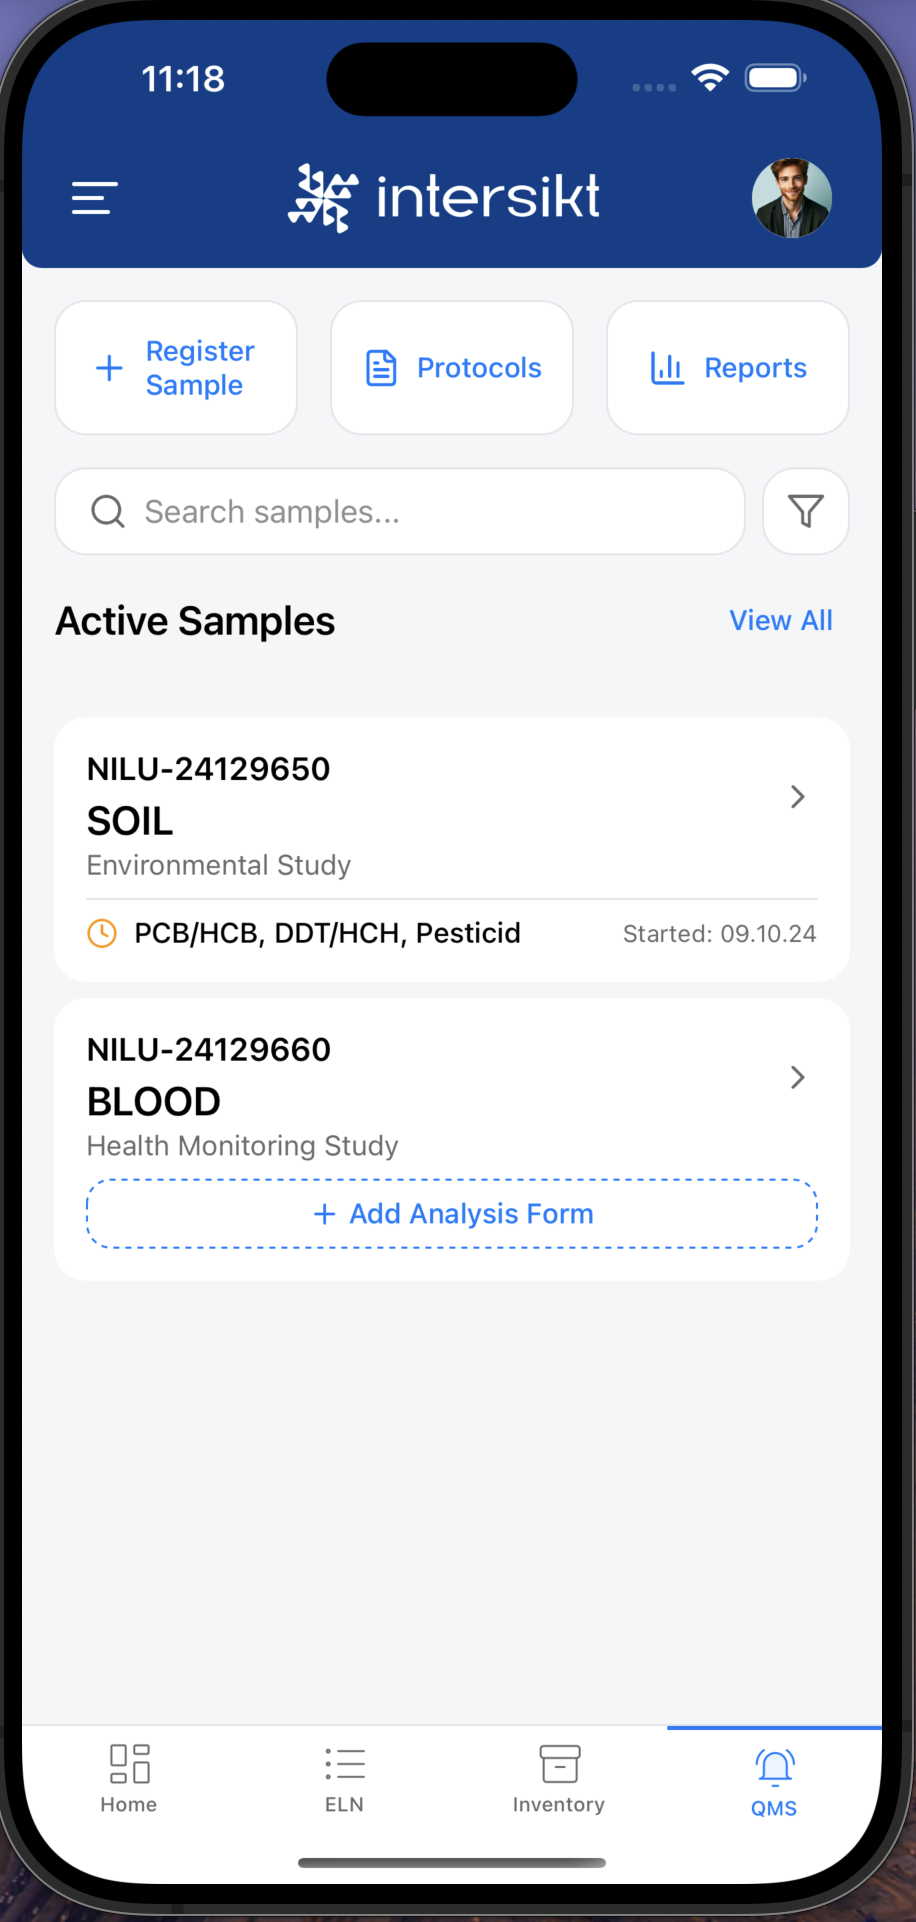 11:18
intersikt
Register
Sample
Protocols
Reports
Search samples...
Active Samples
View All
NILU-24129650
SOIL
Environmental Study
PCB/HCB, DDT/HCH, Pesticid
Started: 09.10.24
NILU-24129660
BLOOD
Health Monitoring Study
+ Add Analysis Form
Home
ELN
Inventory
QMS